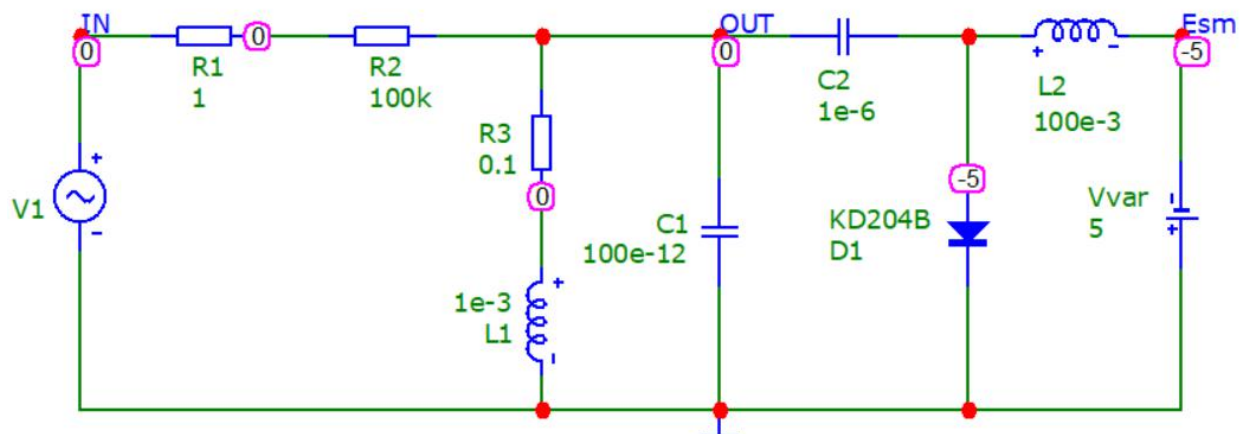 IN
OUT
Esm
0
0
0
-5
R1
1
R2
100k
C2
1e-6
+
-
L2
100e-3
R3
0.1
0
-5
+
V1
-
C1
100e-12
KD204B
D1
Vvar
5
-
+
1e-3
L1
+
-